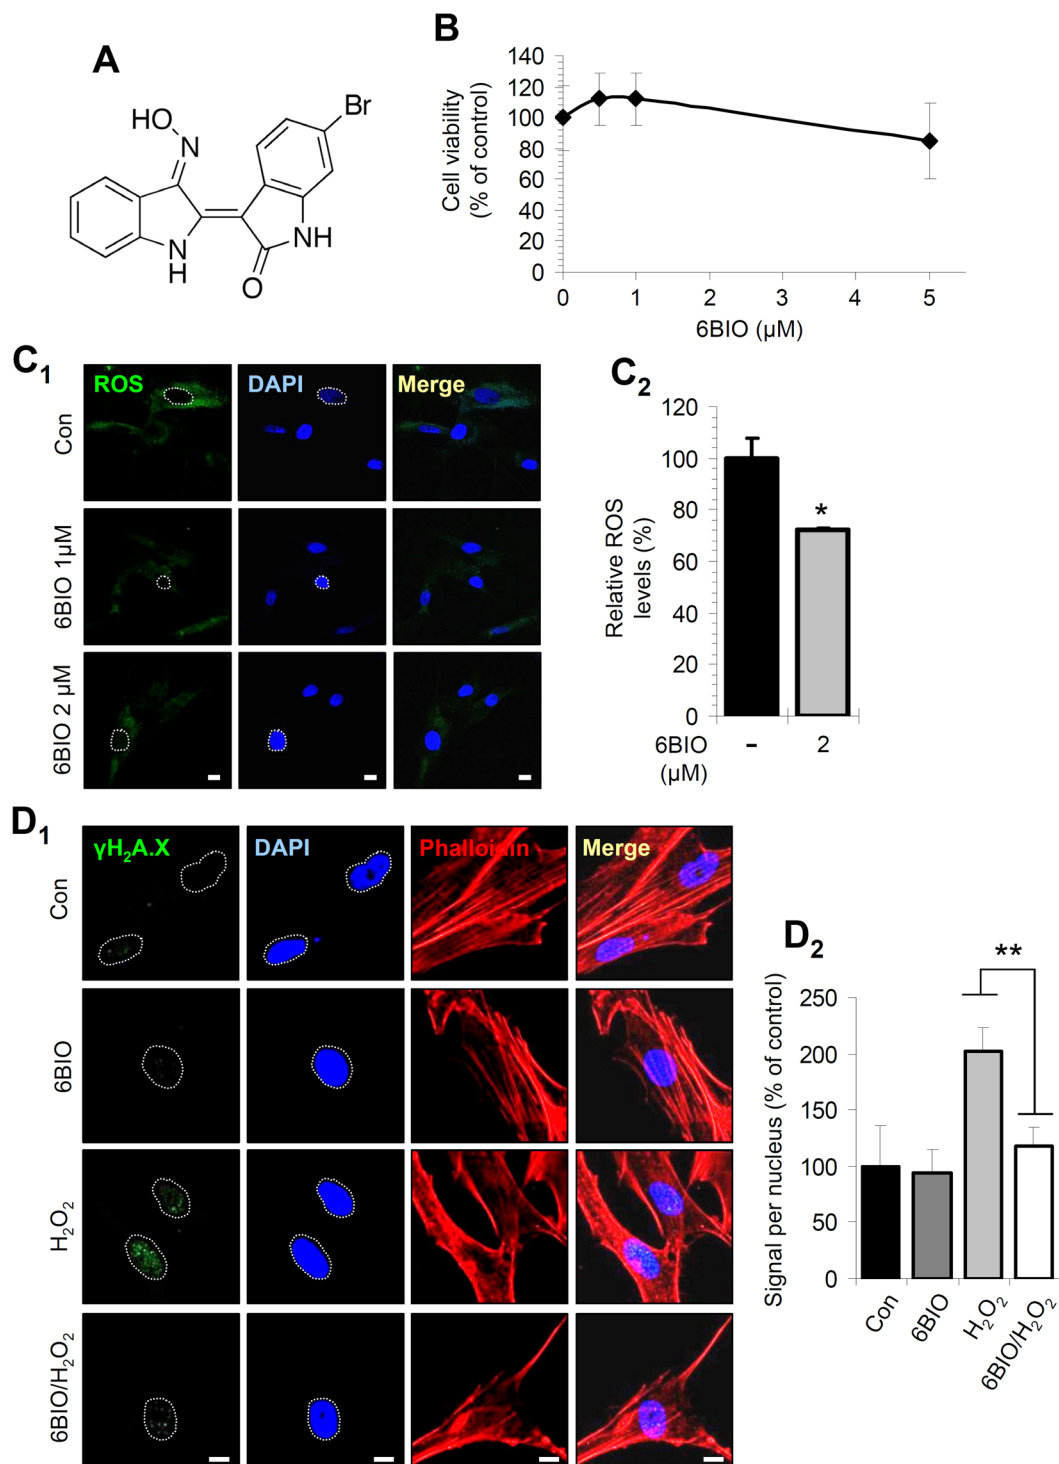 A
HO
N
Br
N
H
NH
O
B
Cell viability
(% of control)
140
120
100
80
60
40
20
0
0 1 2 3 4 5
6BIO (µM)
C1
ROS DAPI Merge
Con
6BIO 1µM
6BIO 2 µM
C2
Relative ROS
levels (%)
120
100
80
60
40
20
0
*
6BIO - 2
(µM)
D1
γH2A.X DAPI Phalloidin Merge
Con
6BIO
H2O2
6BIO/H2O2
D2
Signal per nucleus (% of control)
250
200
150
100
50
0
**
Con 6BIO H2O2 6BIO/H2O2